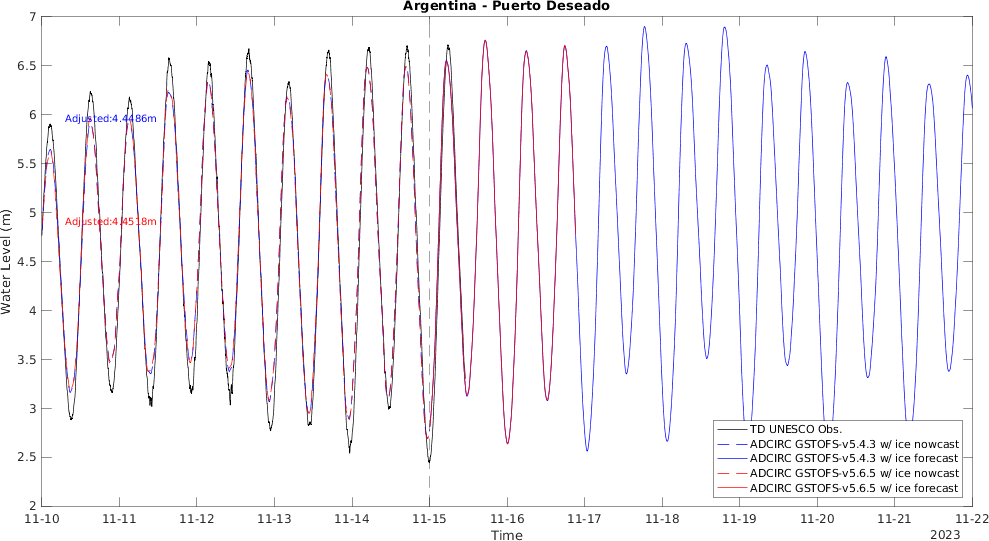 Argentina - Puerto Deseado
7
6.5
6
5.5
5
4.5
4
3.5
3
2.5
2
Water Level (m)
Adjusted:4.4486m
Adjusted:4.4518m
TD UNESCO Obs.
ADCIRC GSTOFS-v5.4.3 w/ ice nowcast
ADCIRC GSTOFS-v5.4.3 w/ ice forecast
ADCIRC GSTOFS-v5.6.5 w/ ice nowcast
ADCIRC GSTOFS-v5.6.5 w/ ice forecast
11-10 11-11 11-12 11-13 11-14 11-15 11-16 11-17 11-18 11-19 11-20 11-21 11-22
Time
2023